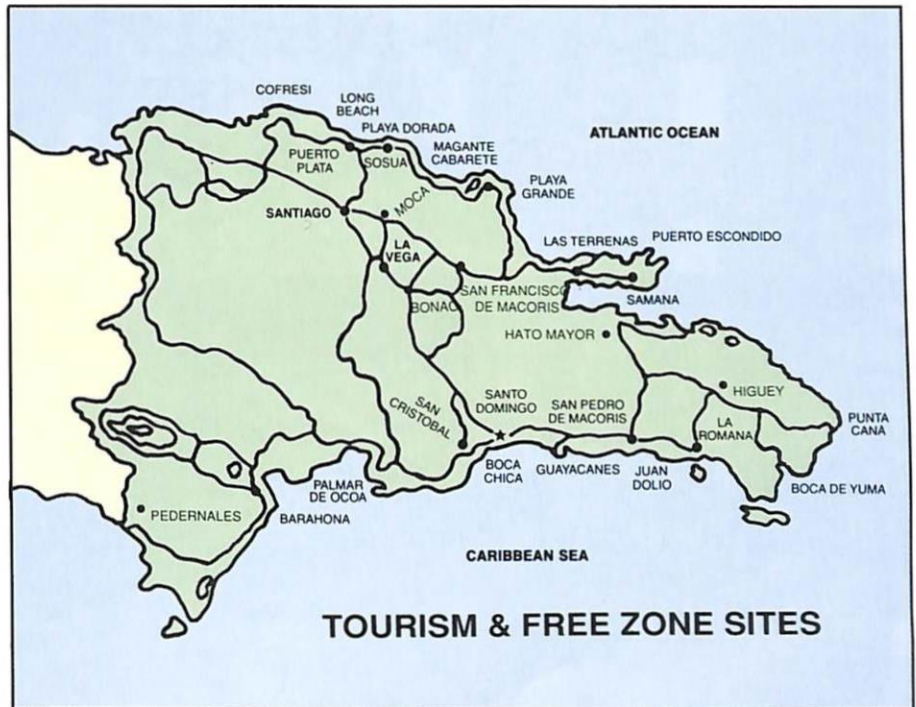 COFRESI
LONG
BEACH
PLAYA DORADA
ATLANTIC OCEAN
MAGANTE
CABARETE
PUERTO
PLATA
SOSUA
PLAYA
GRANDE
SANTIAGO
MOCA
LA
VEGA
LAS TERRENAS
PUERTO ESCONDIDO
SAN FRANCISCO
DE MACORIS
BONAO
SAMANA
HATO MAYOR
HIGUEY
SAN
CRISTOBAL
SANTO
DOMINGO
SAN PEDRO
DE MACORIS
LA
ROMANA
PUNTA
CANA
BOCA
CHICA
GUAYACANES
JUAN
DOLIO
BOCA DE YUMA
PALMAR
DE OCOA
PEDERNALES
BARAHONA
CARIBBEAN SEA
TOURISM & FREE ZONE SITES